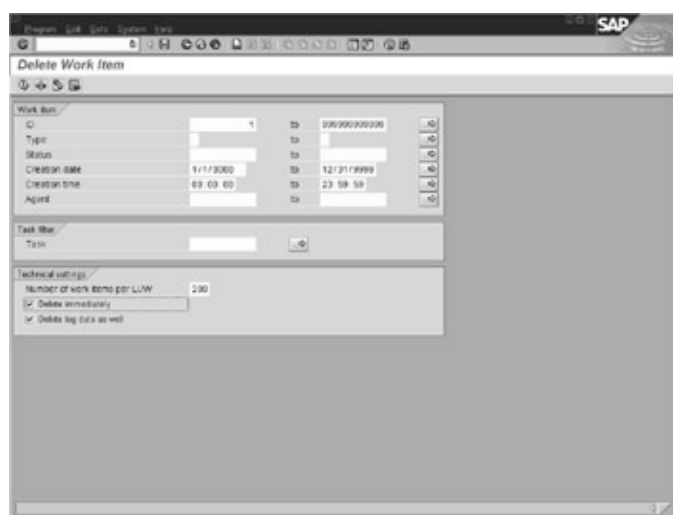 Program Edit Goto System Help
SAP
Delete Work Item
Work item
ID 1 to 999999999999
Type to
Status to
Creation date 1/1/0000 to 12/31/9999
Creation time 00:00:00 to 23:59:59
Agent to
Task filter
Task
Technical settings
Number of work items per LUW 200
Delete immediately
Delete log data as well